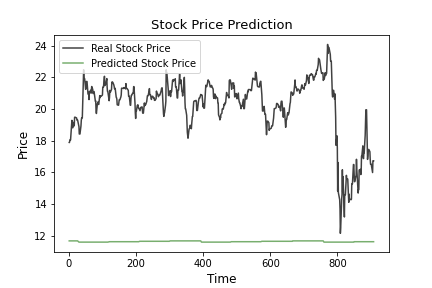 Stock Price Prediction
Real Stock Price
Predicted Stock Price
Price
24
22
20
18
16
14
12
0 200 400 600 800
Time